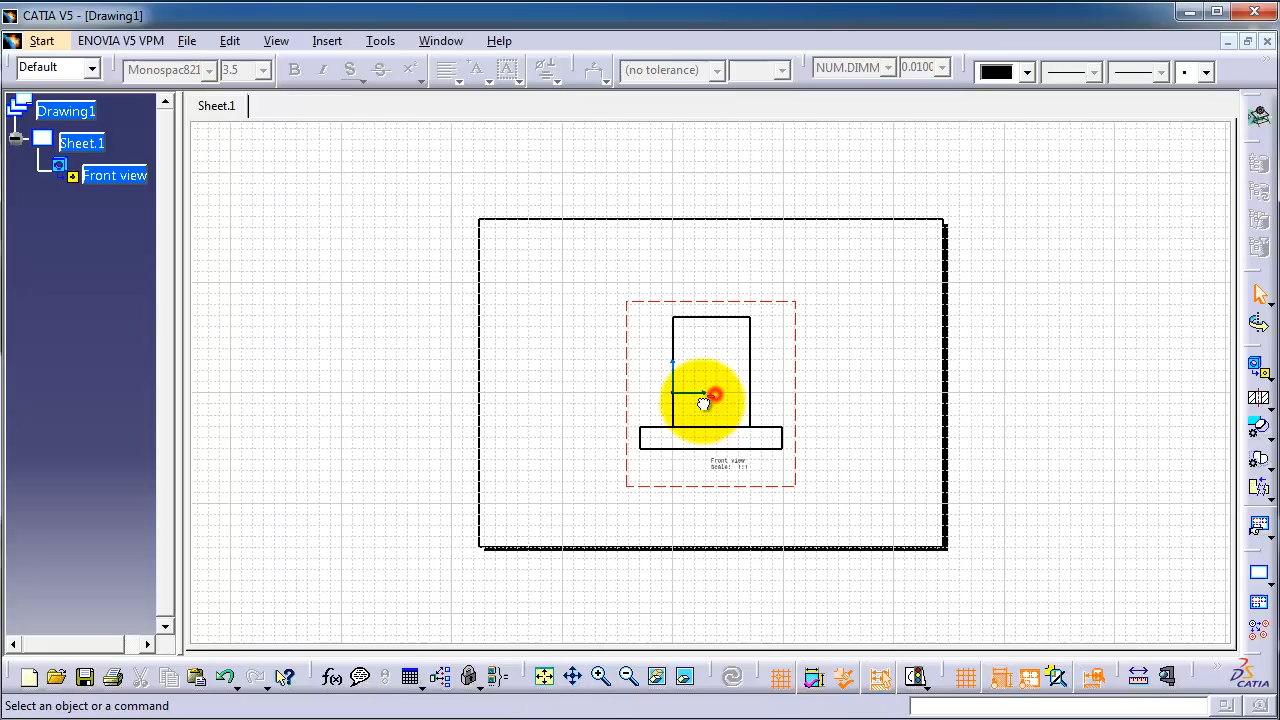 CATIA V5 - [Drawing1]
Start ENOVIA V5 VPM File Edit View Insert Tools Window Help
Default Monospac821 3.5 B I S S (no tolerance) NUM.DIMM 0.0100
Drawing1
Sheet.1
Front view
Sheet.1
Front view
Scale: 1:1
f(x)
CATIA
Select an object or a command